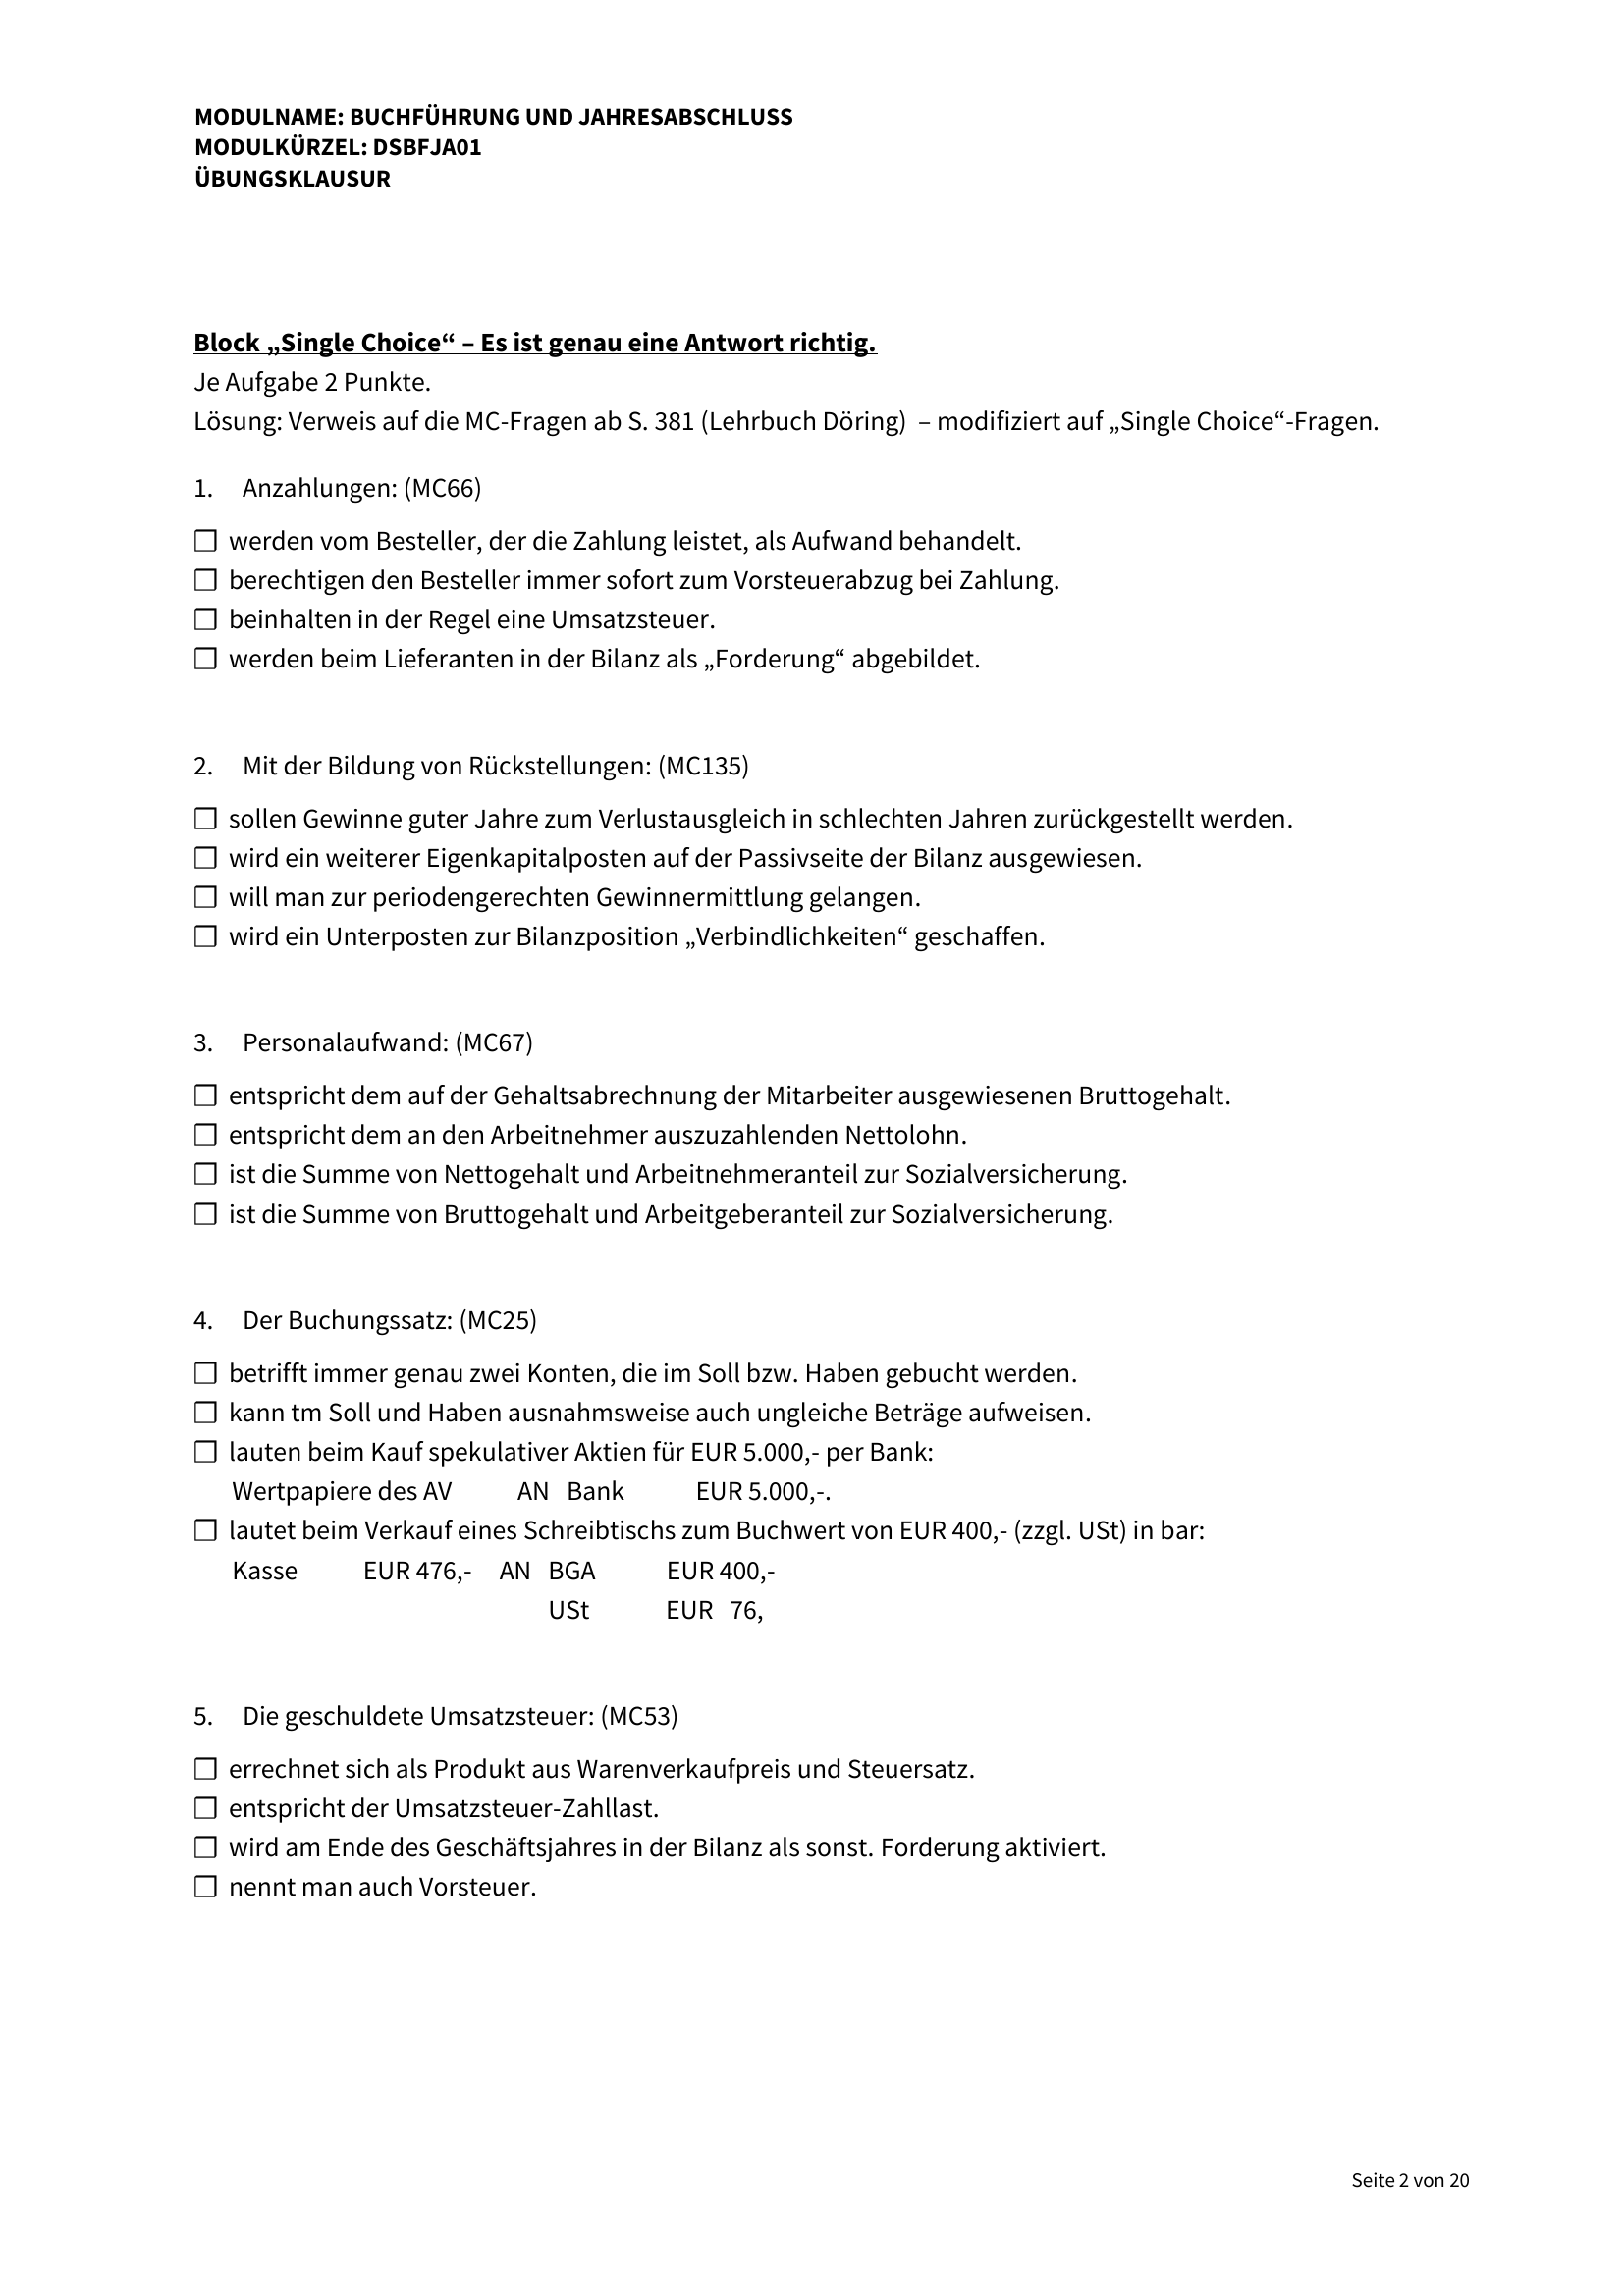 MODULNAME: BUCHFÜHRUNG UND JAHRESABSCHLUSS
MODULKÜRZEL: DSBFJA01
ÜBUNGSKLAUSUR
Block „Single Choice“ – Es ist genau eine Antwort richtig.
Je Aufgabe 2 Punkte.
Lösung: Verweis auf die MC-Fragen ab S. 381 (Lehrbuch Döring) – modifiziert auf „Single Choice“-Fragen.
1. Anzahlungen: (MC66)
❒ werden vom Besteller, der die Zahlung leistet, als Aufwand behandelt.
❒ berechtigen den Besteller immer sofort zum Vorsteuerabzug bei Zahlung.
❒ beinhalten in der Regel eine Umsatzsteuer.
❒ werden beim Lieferanten in der Bilanz als „Forderung“ abgebildet.
2. Mit der Bildung von Rückstellungen: (MC135)
❒ sollen Gewinne guter Jahre zum Verlustausgleich in schlechten Jahren zurückgestellt werden.
❒ wird ein weiterer Eigenkapitalposten auf der Passivseite der Bilanz ausgewiesen.
❒ will man zur periodengerechten Gewinnermittlung gelangen.
❒ wird ein Unterposten zur Bilanzposition „Verbindlichkeiten“ geschaffen.
3. Personalaufwand: (MC67)
❒ entspricht dem auf der Gehaltsabrechnung der Mitarbeiter ausgewiesenen Bruttogehalt.
❒ entspricht dem an den Arbeitnehmer auszuzahlenden Nettolohn.
❒ ist die Summe von Nettogehalt und Arbeitnehmeranteil zur Sozialversicherung.
❒ ist die Summe von Bruttogehalt und Arbeitgeberanteil zur Sozialversicherung.
4. Der Buchungssatz: (MC25)
❒ betrifft immer genau zwei Konten, die im Soll bzw. Haben gebucht werden.
❒ kann tm Soll und Haben ausnahmsweise auch ungleiche Beträge aufweisen.
❒ lauten beim Kauf spekulativer Aktien für EUR 5.000,- per Bank:
Wertpapiere des AV AN Bank EUR 5.000,-.
❒ lautet beim Verkauf eines Schreibtischs zum Buchwert von EUR 400,- (zzgl. USt) in bar:
Kasse EUR 476,- AN BGA EUR 400,-
USt EUR 76,
5. Die geschuldete Umsatzsteuer: (MC53)
❒ errechnet sich als Produkt aus Warenverkaufpreis und Steuersatz.
❒ entspricht der Umsatzsteuer-Zahllast.
❒ wird am Ende des Geschäftsjahres in der Bilanz als sonst. Forderung aktiviert.
❒ nennt man auch Vorsteuer.
Seite 2 von 20